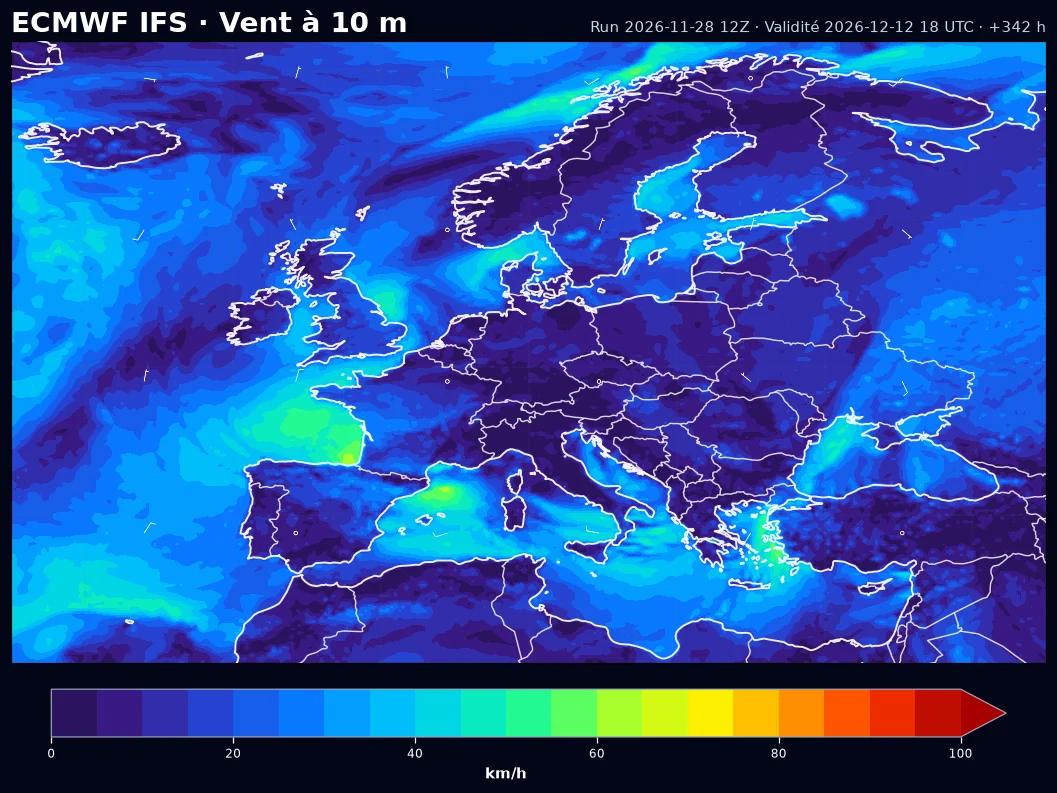 ECMWF IFS · Vent à 10 m
Run 2026-11-28 12Z · Validité 2026-12-12 18 UTC · +342 h
0 20 40 60 80 100
km/h